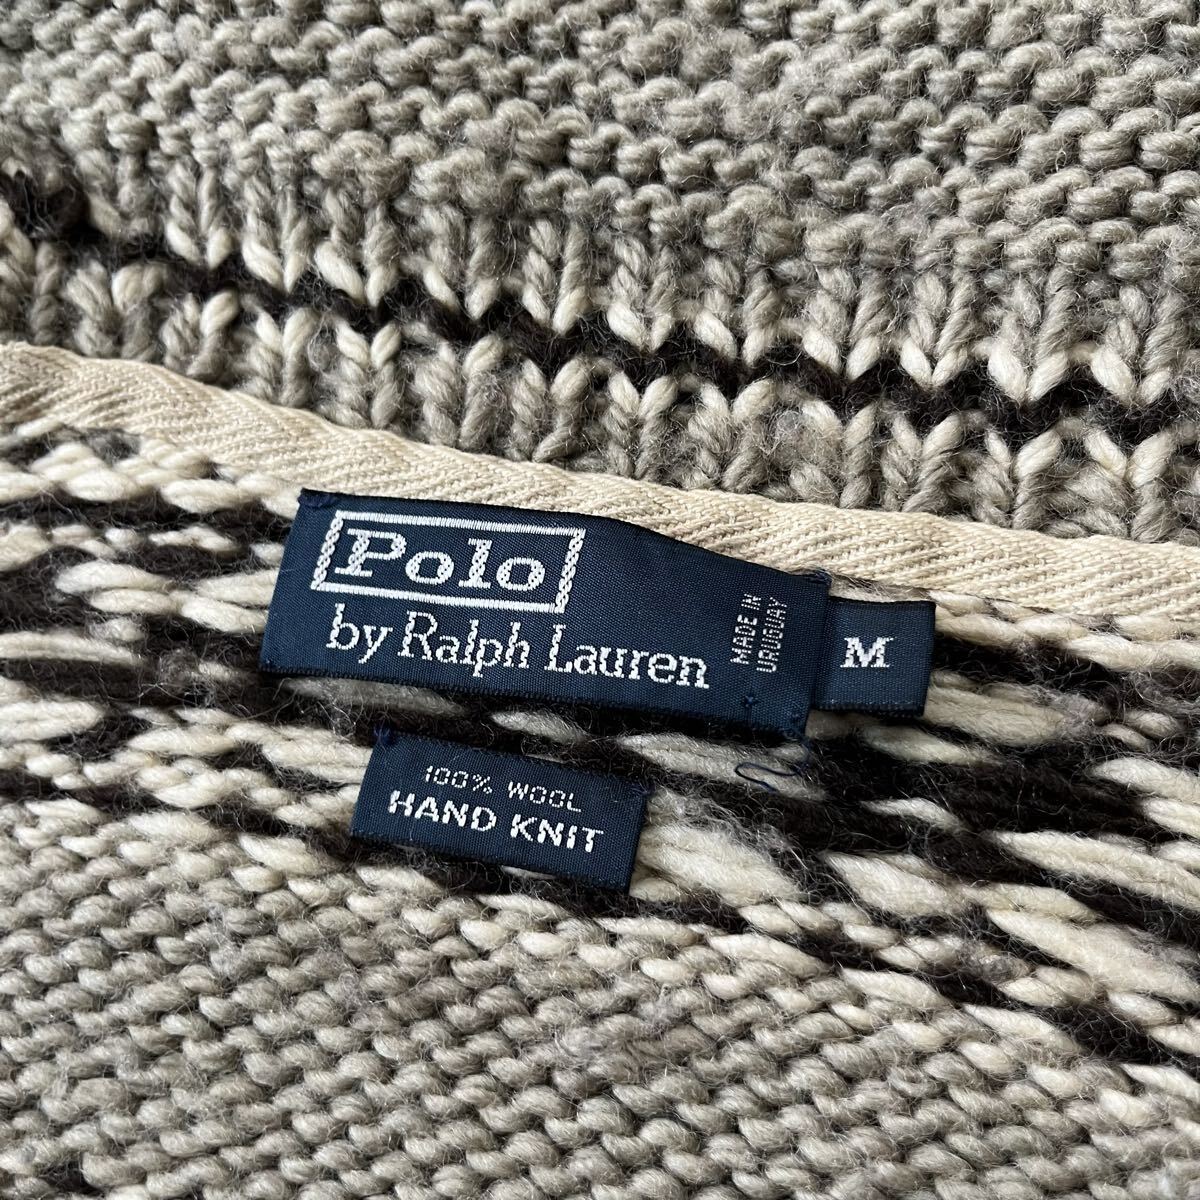 Polo
by Ralph Lauren
MADE IN
URUGUAY
M
100% WOOL
HAND KNIT